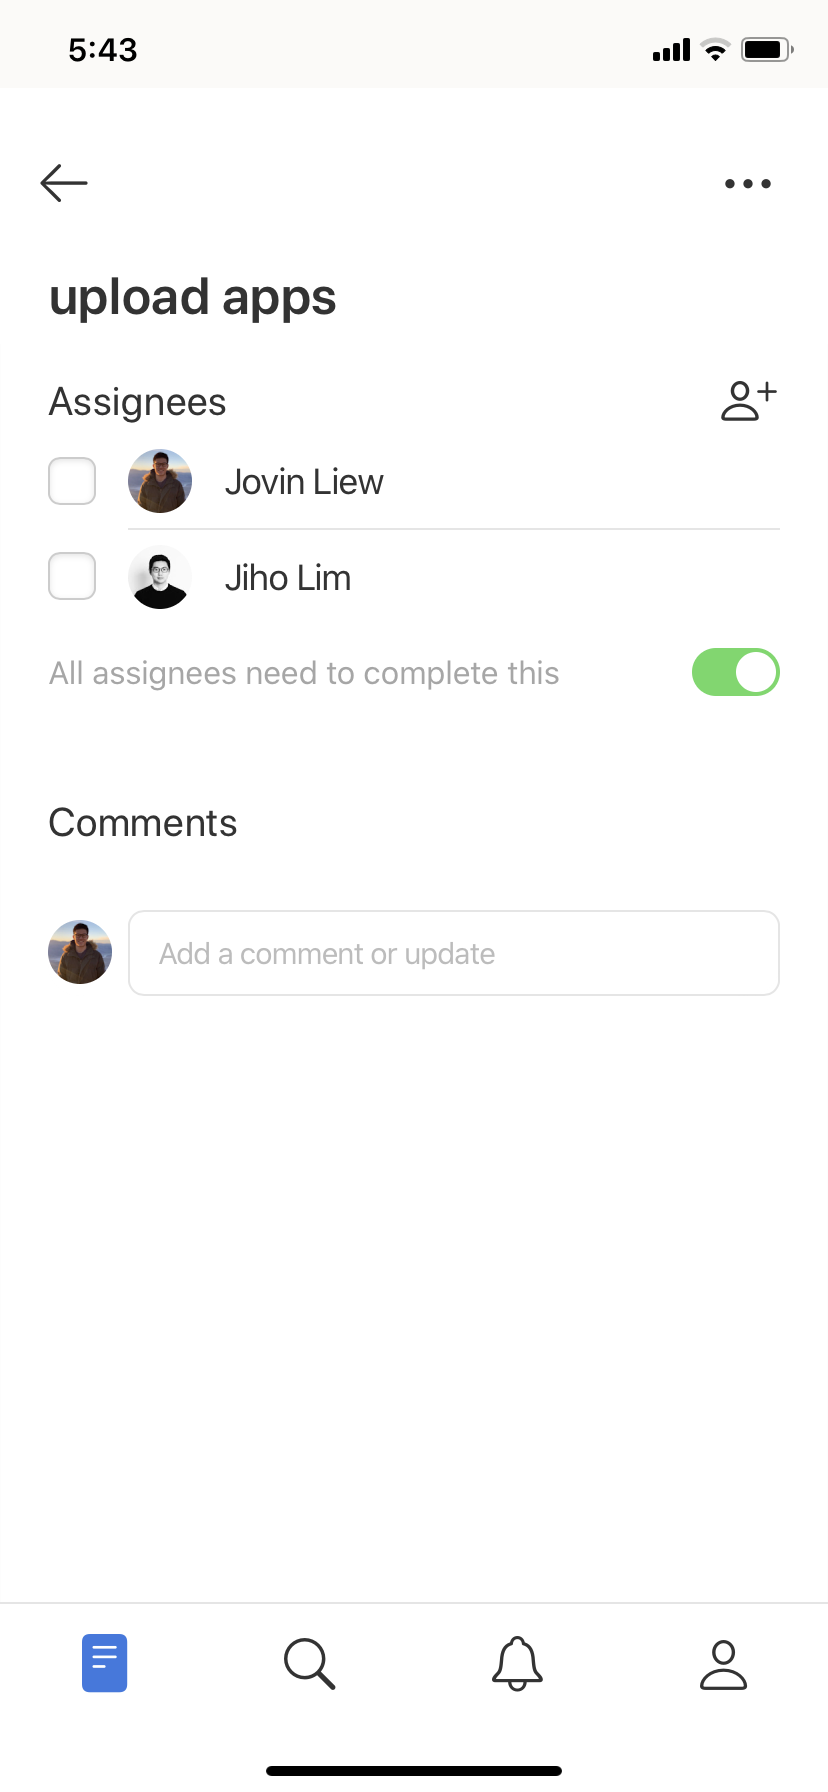 5:43
upload apps
Assignees
Jovin Liew
Jiho Lim
All assignees need to complete this
Comments
Add a comment or update